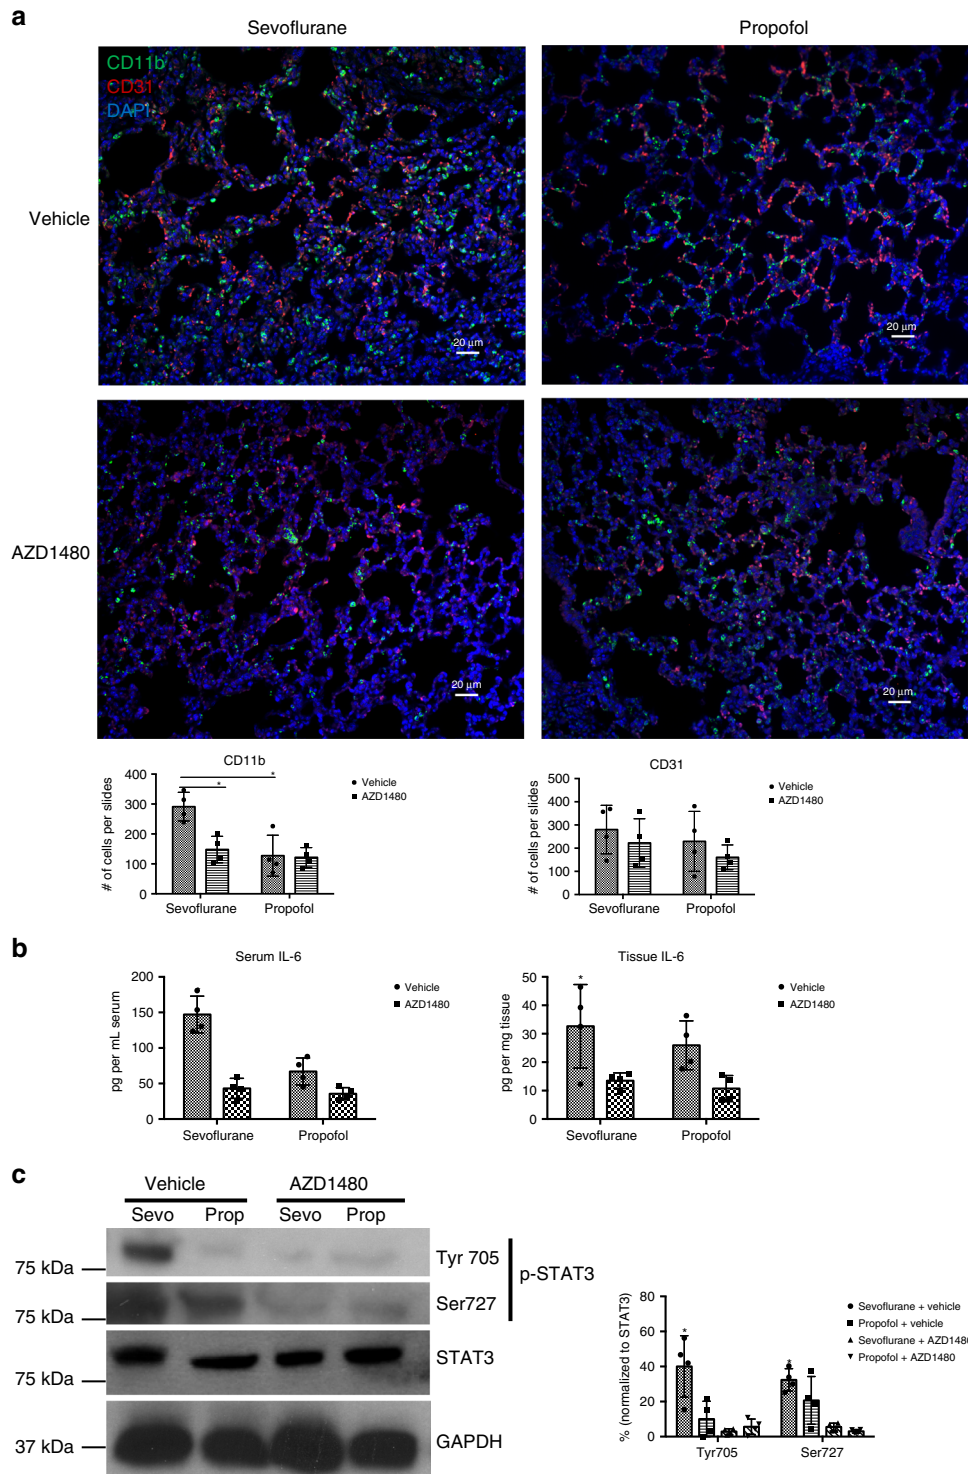 a
Sevoflurane
Propofol
CD11b
CD31
DAPI
Vehicle
20 μm
20 μm
AZD1480
20 μm
20 μm
CD11b
# of cells per slides
400
300
200
100
0
*
*
Vehicle
AZD1480
Sevoflurane
Propofol
CD31
# of cells per slides
500
400
300
200
100
0
Vehicle
AZD1480
Sevoflurane
Propofol
b
Serum IL-6
pg per mL serum
200
150
100
50
0
Vehicle
AZD1480
Sevoflurane
Propofol
Tissue IL-6
pg per mg tissue
50
40
30
20
10
0
*
Vehicle
AZD1480
Sevoflurane
Propofol
c
Vehicle
AZD1480
Sevo
Prop
Sevo
Prop
75 kDa
Tyr 705
p-STAT3
75 kDa
Ser727
STAT3
75 kDa
37 kDa
GAPDH
% (normalized to STAT3)
80
60
40
20
0
*
*
Sevoflurane + vehicle
Propofol + vehicle
Sevoflurane + AZD1480
Propofol + AZD1480
Tyr705
Ser727